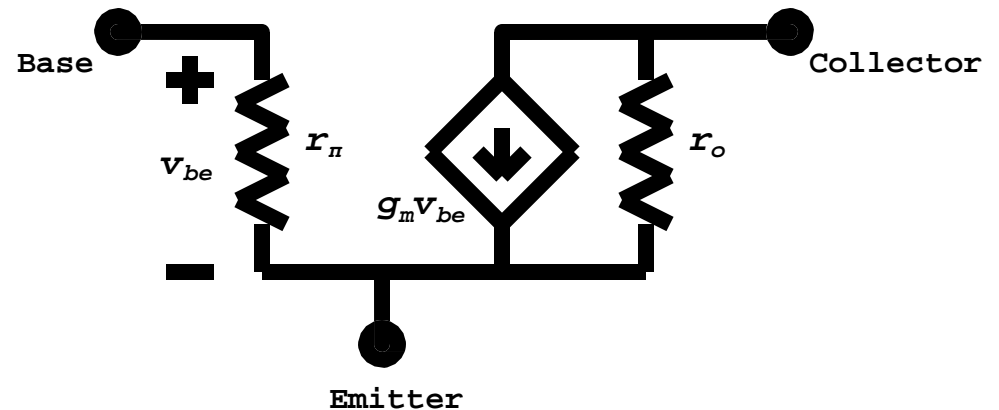 Base
Collector
+
r_π
r_o
v_be
g_m v_be
−
Emitter